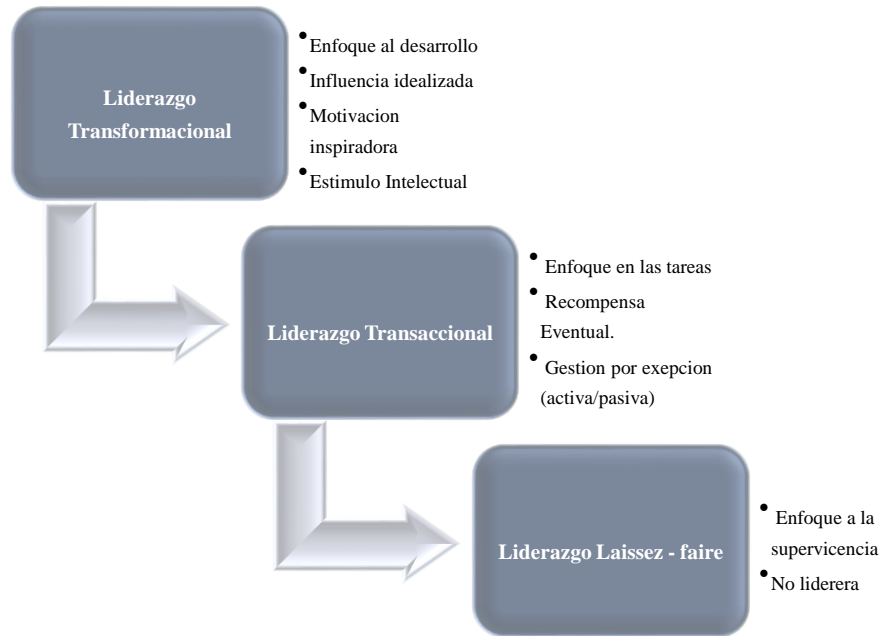 Liderazgo
Transformacional
• Enfoque al desarrollo
• Influencia idealizada
• Motivacion
inspiradora
• Estimulo Intelectual
Liderazgo Transaccional
• Enfoque en las tareas
• Recompensa
Eventual.
• Gestion por exepcion
(activa/pasiva)
Liderazgo Laissez - faire
• Enfoque a la
supervicencia
• No liderera